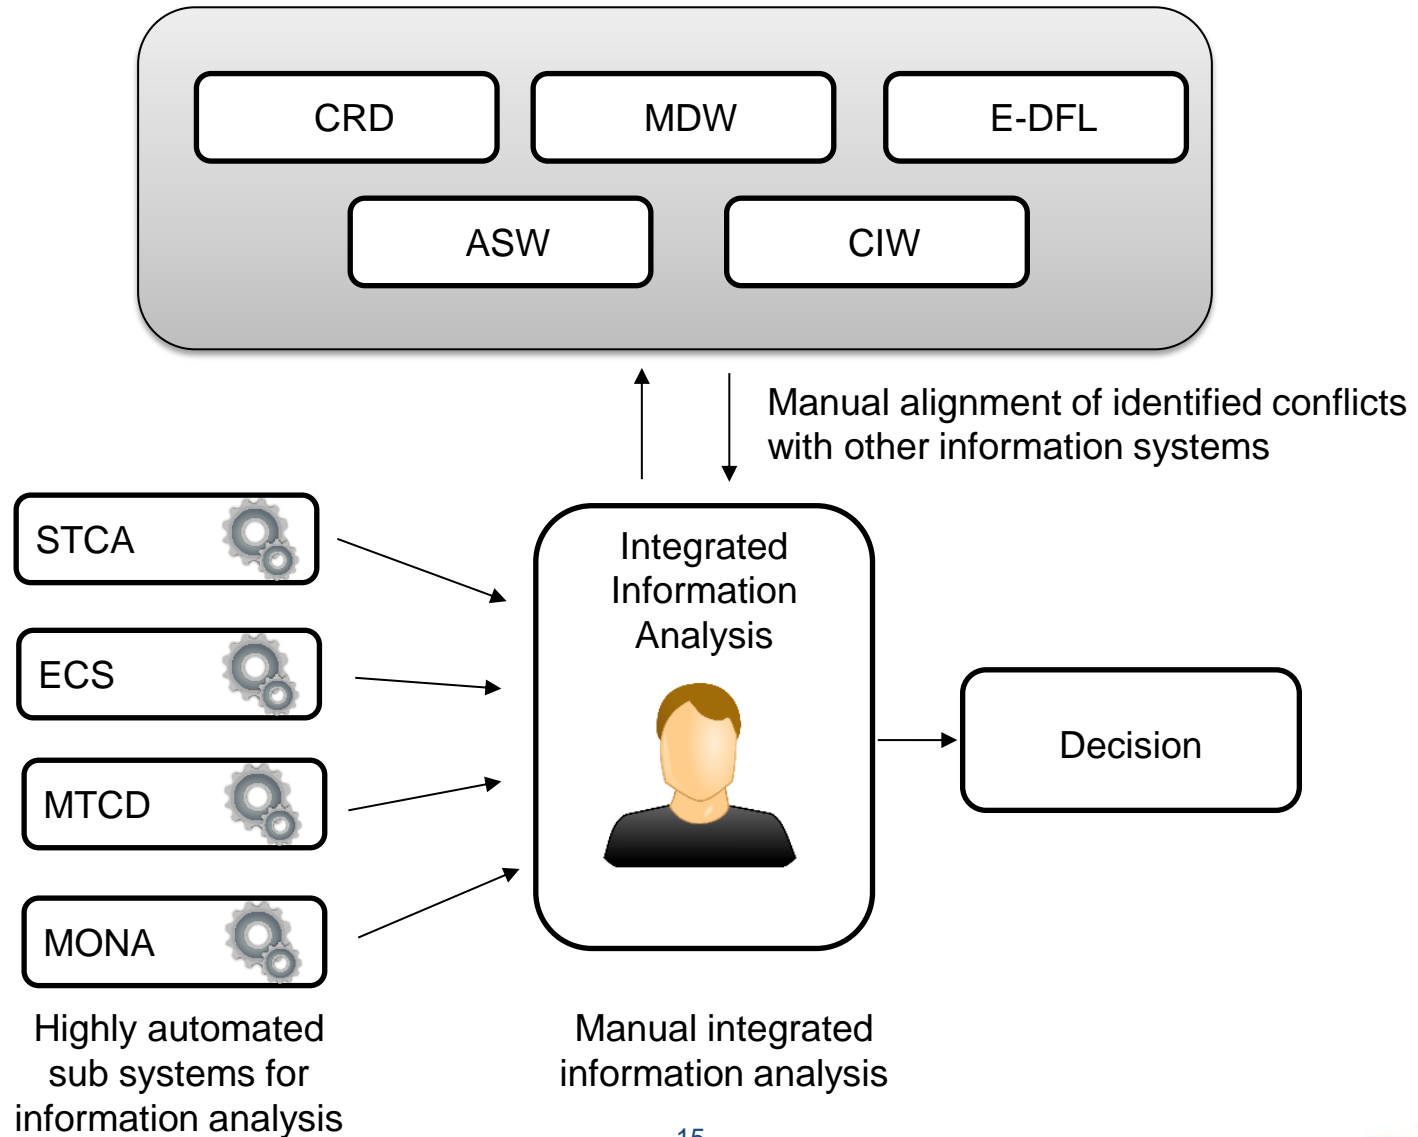 CRD
MDW
E-DFL
ASW
CIW
Manual alignment of identified conflicts
with other information systems
STCA
ECS
MTCD
MONA
Highly automated
sub systems for
information analysis
Integrated
Information
Analysis
Manual integrated
information analysis
Decision
15